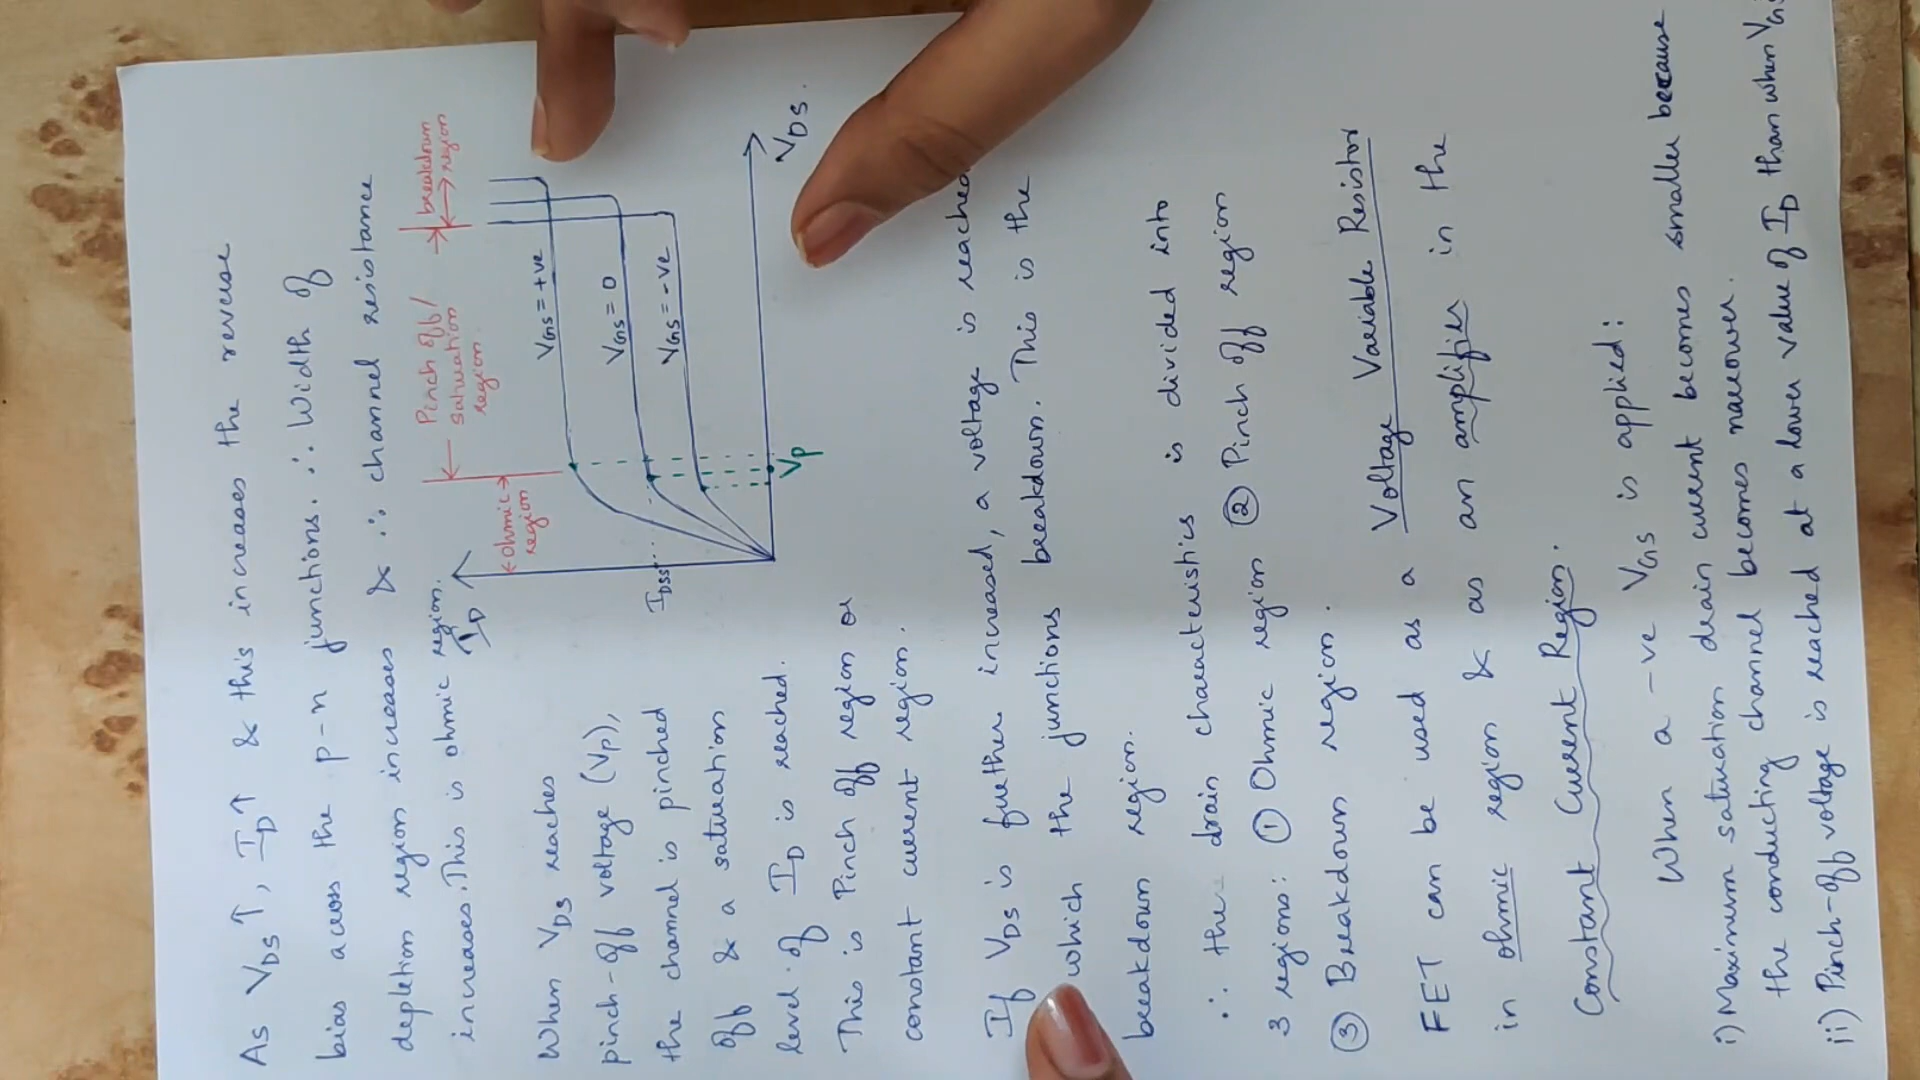 As VDS ↑, ID ↑ & this increases the reverse
bias across the p-n junctions. ∴ Width of
depletion region increases & ∴ channel resistance
increases. This is ohmic region.
When VDS reaches
pinch-off voltage (Vp),
the channel is pinched
off & a saturation
level of ID is reached.
This is Pinch off region or
constant current region.
ID
IDSS
←ohmic→
region
Pinch off/
saturation
region.
breakdown
region
VGS = +ve
VGS = 0
VGS = -ve
Vp
VDS.
If VDS is further increased, a voltage is reached
which the junctions breakdown. This is the
breakdown region.
∴ the drain characteristics is divided into
3 regions: ① Ohmic region ② Pinch off region
③ Breakdown region.
FET can be used as a Voltage Variable Resistor
in ohmic region & as an amplifier in the
Constant Current Region.
When a -ve VGS is applied:
i) Maximum saturation drain current becomes smaller because
the conducting channel becomes narrower.
ii) Pinch-off voltage is reached at a lower value of ID than when VGS